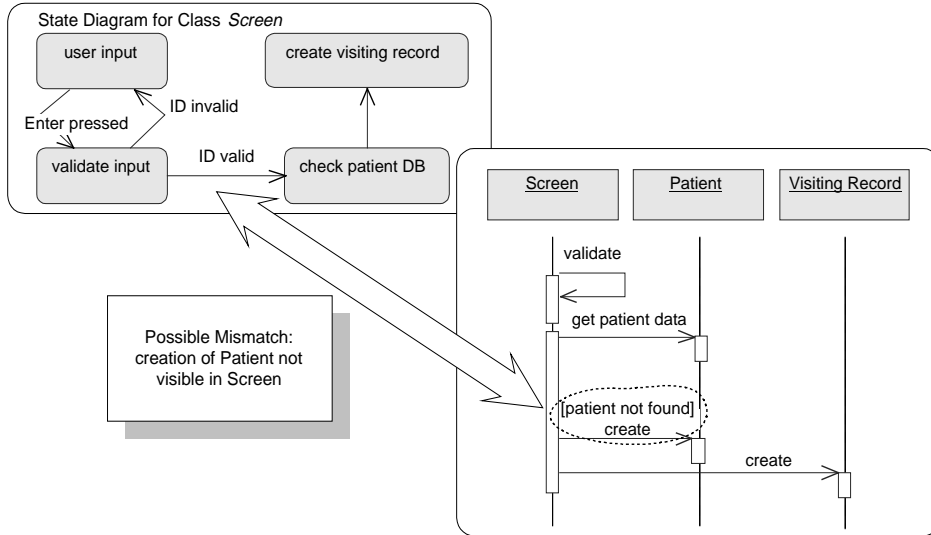 State Diagram for Class Screen
user input
create visiting record
ID invalid
Enter pressed
validate input
ID valid
check patient DB
Screen
Patient
Visiting Record
validate
get patient data
Possible Mismatch:
creation of Patient not
visible in Screen
[patient not found]
create
create